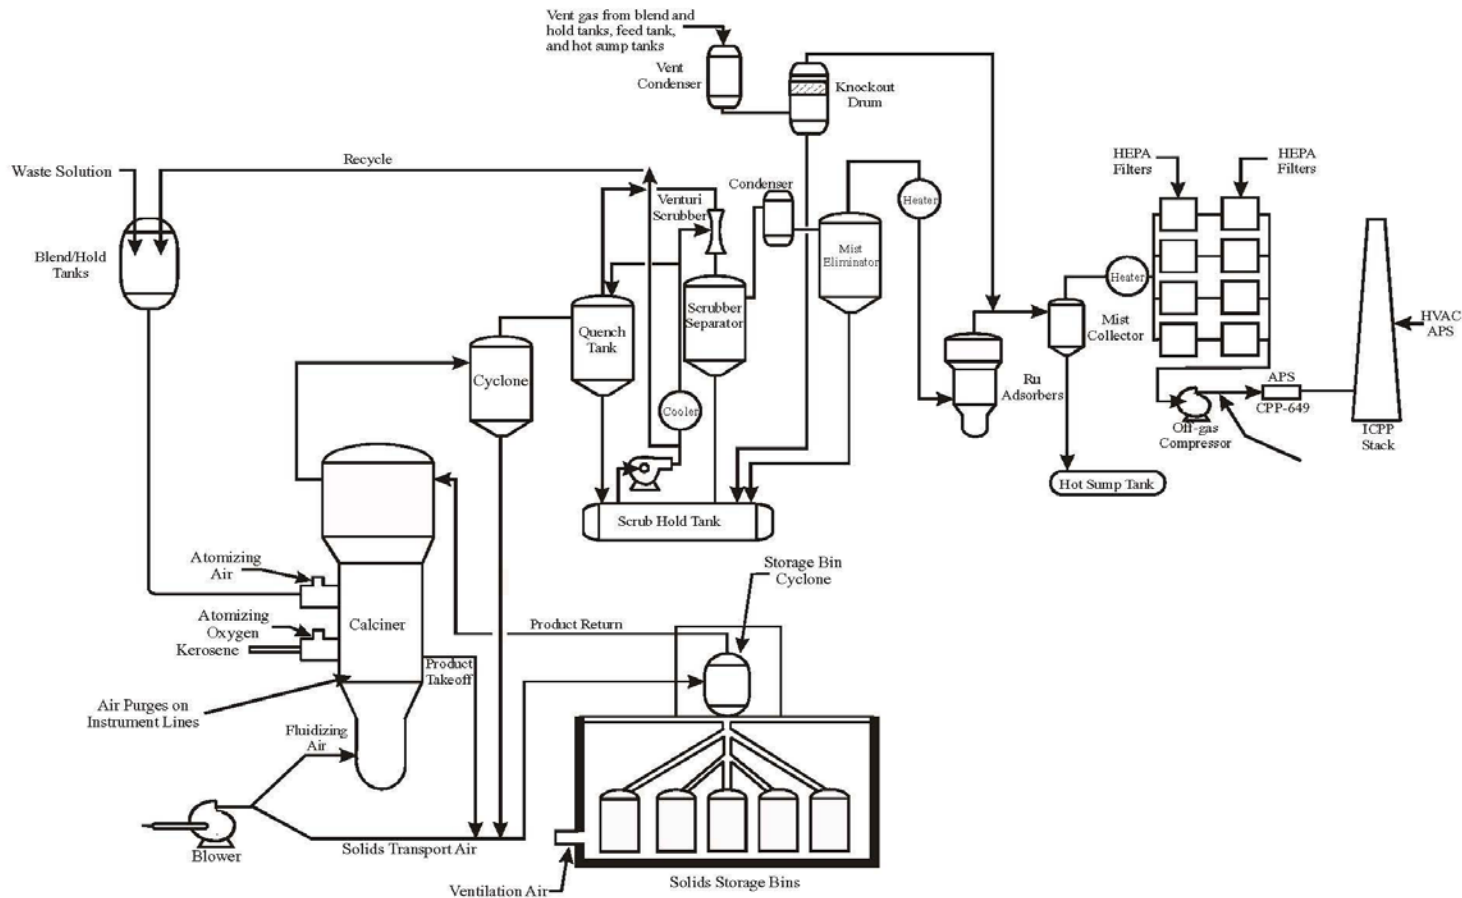 Vent gas from blend and
hold tanks, feed tank,
and hot sump tanks
Vent
Condenser
Knockout
Drum
Recycle
Waste Solution
HEPA
Filters
HEPA
Filters
Condenser
Venturi
Scrubber
Heater
Blend/Hold
Tanks
Mist
Eliminator
Heater
Scrubber
Separator
Quench
Tank
Mist
Collector
HVAC
APS
Cyclone
Ru
Adsorbers
APS
CPP-649
Cooler
Off-gas
Compressor
ICPP
Stack
Hot Sump Tank
Scrub Hold Tank
Atomizing
Air
Storage Bin
Cyclone
Atomizing
Oxygen
Kerosene
Calciner
Product Return
Product
Takeoff
Air Purges on
Instrument Lines
Fluidizing
Air
Blower
Solids Transport Air
Ventilation Air
Solids Storage Bins